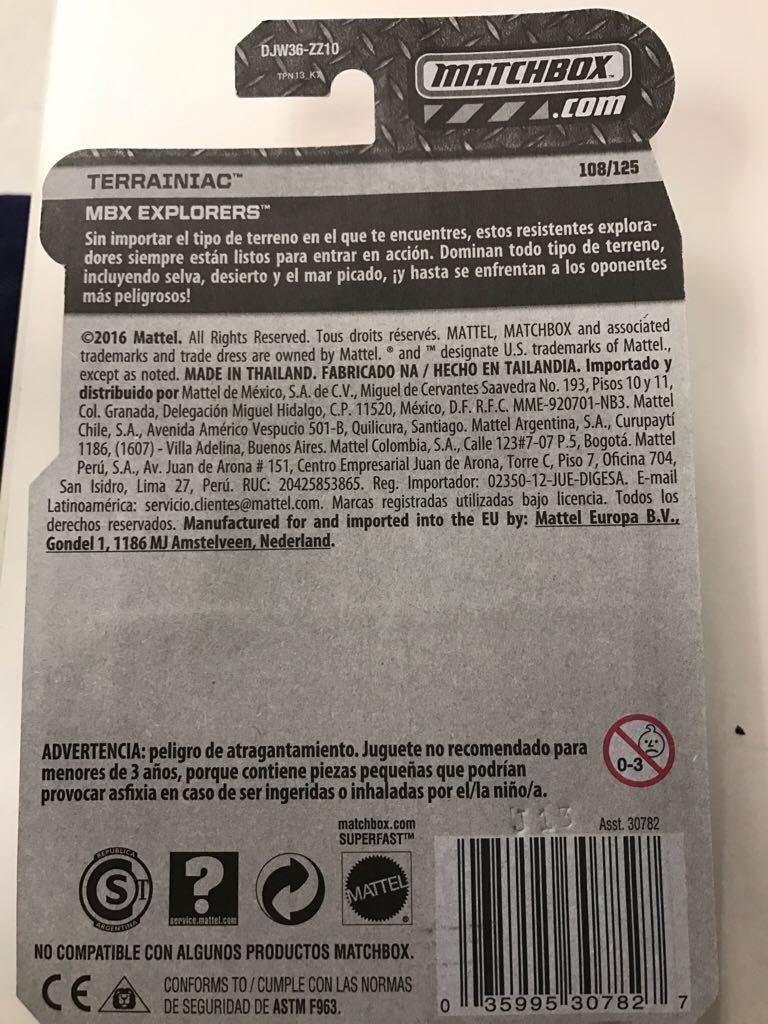 DJW36-ZZ10
TPN13_K7
MATCHBOX
.COM
TERRAINIAC™
108/125
MBX EXPLORERS™
Sin importar el tipo de terreno en el que te encuentres, estos resistentes explora-
dores siempre están listos para entrar en acción. Dominan todo tipo de terreno,
incluyendo selva, desierto y el mar picado, ¡y hasta se enfrentan a los oponentes
más peligrosos!
©2016 Mattel. All Rights Reserved. Tous droits réservés. MATTEL, MATCHBOX and associated
trademarks and trade dress are owned by Mattel. ® and ™ designate U.S. trademarks of Mattel.,
except as noted. MADE IN THAILAND. FABRICADO NA / HECHO EN TAILANDIA. Importado y
distribuido por Mattel de México, S.A. de C.V., Miguel de Cervantes Saavedra No. 193, Pisos 10 y 11,
Col. Granada, Delegación Miguel Hidalgo, C.P. 11520, México, D.F. R.F.C. MME-920701-NB3. Mattel
Chile, S.A., Avenida Américo Vespucio 501-B, Quilicura, Santiago. Mattel Argentina, S.A., Curupaytí
1186, (1607) - Villa Adelina, Buenos Aires. Mattel Colombia, S.A., Calle 123#7-07 P.5, Bogotá. Mattel
Perú, S.A., Av. Juan de Arona # 151, Centro Empresarial Juan de Arona, Torre C, Piso 7, Oficina 704,
San Isidro, Lima 27, Perú. RUC: 20425853865. Reg. Importador: 02350-12-JUE-DIGESA. E-mail
Latinoamérica: servicio.clientes@mattel.com. Marcas registradas utilizadas bajo licencia. Todos los
derechos reservados. Manufactured for and imported into the EU by: Mattel Europa B.V.,
Gondel 1, 1186 MJ Amstelveen, Nederland.
ADVERTENCIA: peligro de atragantamiento. Juguete no recomendado para
menores de 3 años, porque contiene piezas pequeñas que podrían
provocar asfixia en caso de ser ingeridas o inhaladas por el/la niño/a.
0-3
matchbox.com
SUPERFAST™
J13
Asst. 30782
REPUBLICA
S
ARGENTINA
?
service.mattel.com
MATTEL®
NO COMPATIBLE CON ALGUNOS PRODUCTOS MATCHBOX.
CE
CONFORMS TO / CUMPLE CON LAS NORMAS
DE SEGURIDAD DE ASTM F963.
0 35995 30782 7